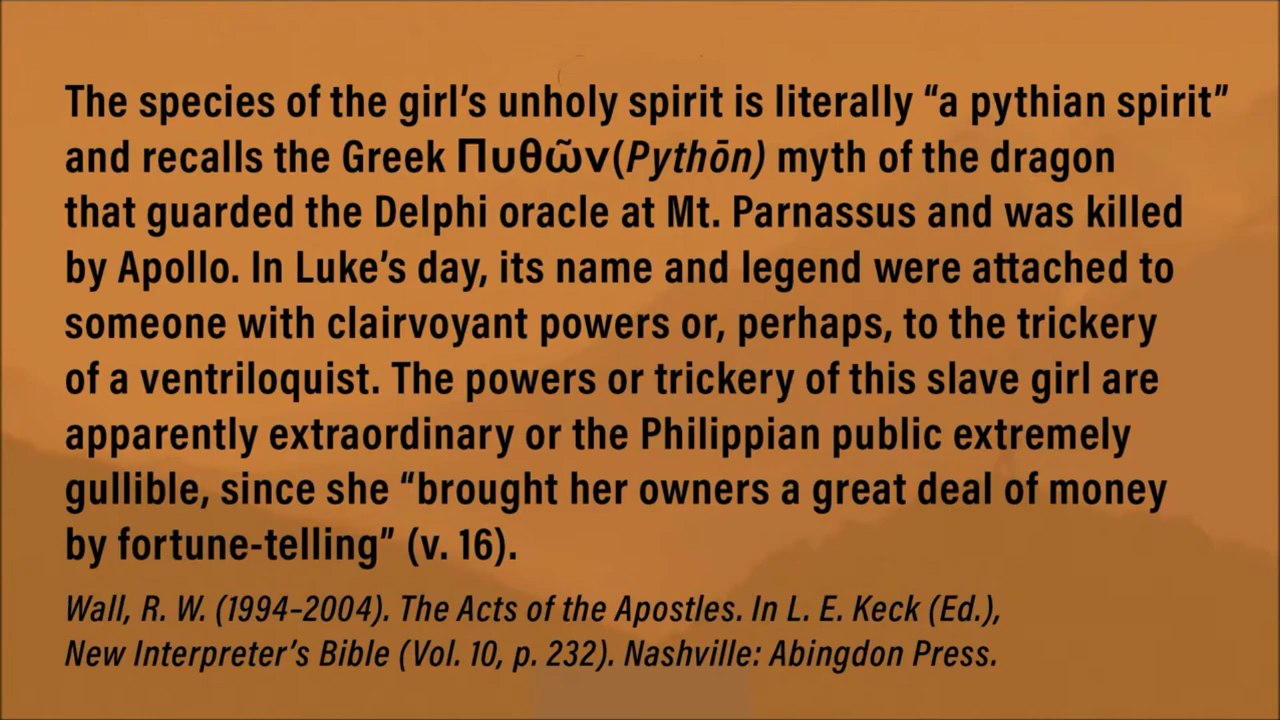 The species of the girl’s unholy spirit is literally “a pythian spirit”
and recalls the Greek Πυθῶν(Pythōn) myth of the dragon
that guarded the Delphi oracle at Mt. Parnassus and was killed
by Apollo. In Luke’s day, its name and legend were attached to
someone with clairvoyant powers or, perhaps, to the trickery
of a ventriloquist. The powers or trickery of this slave girl are
apparently extraordinary or the Philippian public extremely
gullible, since she “brought her owners a great deal of money
by fortune-telling” (v. 16).
Wall, R. W. (1994–2004). The Acts of the Apostles. In L. E. Keck (Ed.),
New Interpreter’s Bible (Vol. 10, p. 232). Nashville: Abingdon Press.